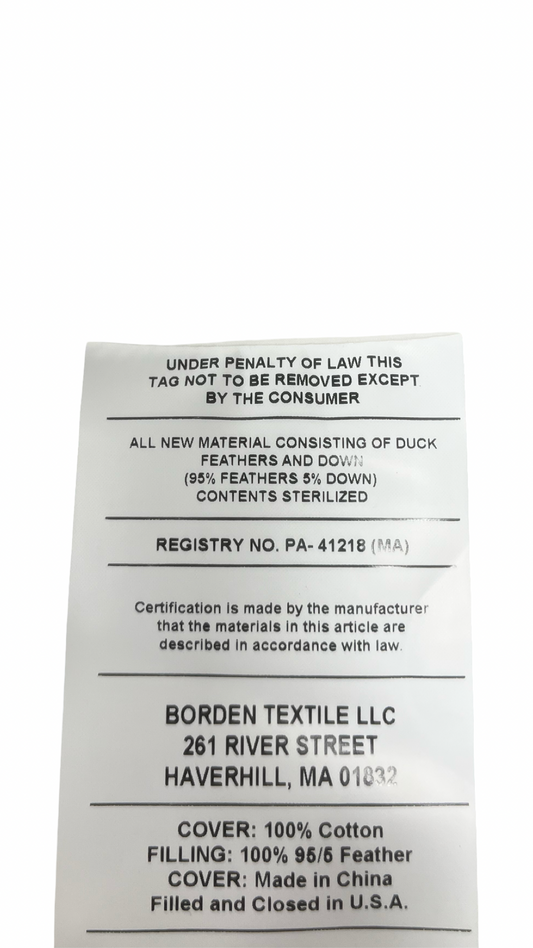 UNDER PENALTY OF LAW THIS
TAG NOT TO BE REMOVED EXCEPT
BY THE CONSUMER
ALL NEW MATERIAL CONSISTING OF DUCK
FEATHERS AND DOWN
(95% FEATHERS 5% DOWN)
CONTENTS STERILIZED
REGISTRY NO. PA- 41218 (MA)
Certification is made by the manufacturer
that the materials in this article are
described in accordance with law.
BORDEN TEXTILE LLC
261 RIVER STREET
HAVERHILL, MA 01832
COVER: 100% Cotton
FILLING: 100% 95/5 Feather
COVER: Made in China
Filled and Closed in U.S.A.